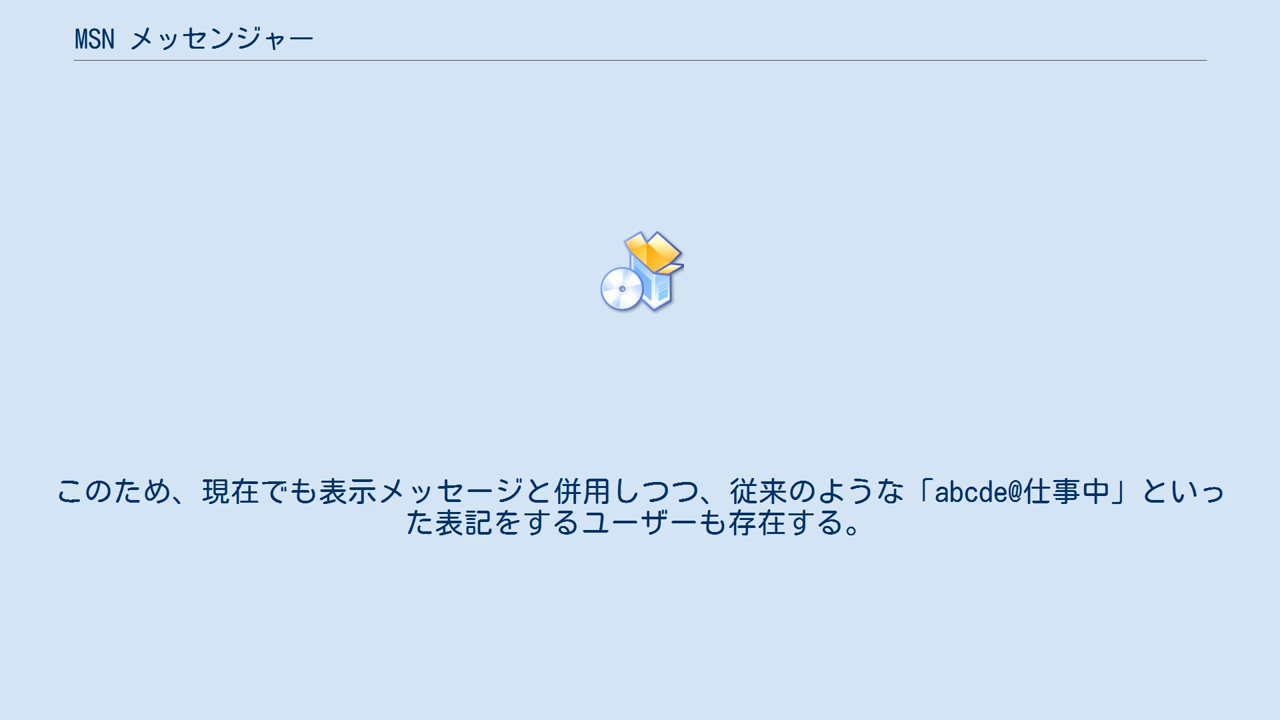 MSN メッセンジャー
このため、現在でも表示メッセージと併用しつつ、従来のような「abcde@仕事中」といっ
た表記をするユーザーも存在する。